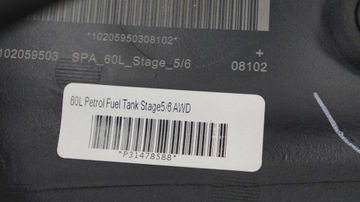 *10205950308102*
102059503 SPA_60L_Stage_5/6 08102
60L Petrol Fuel Tank Stage5/6 AWD
*P31478588*